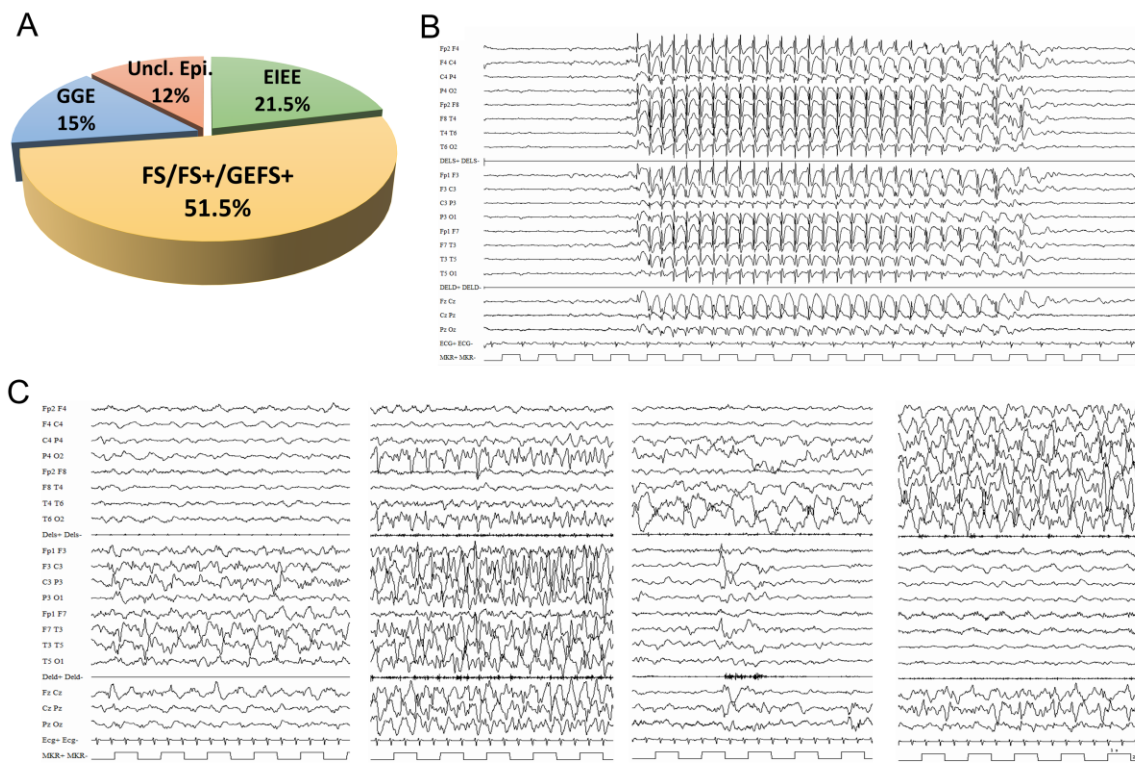 A
Uncl. Epi.
12%
EIEE
21.5%
GGE
15%
FS/FS+/GEFS+
51.5%
B
Fp2 F4
F4 C4
C4 P4
P4 O2
Fp2 F8
F8 T4
T4 T6
T6 O2
DELS+ DELS-
Fp1 F3
F3 C3
C3 P3
P3 O1
Fp1 F7
F7 T3
T3 T5
T5 O1
DELD+ DELD-
Fz Cz
Cz Pz
Pz Oz
ECG+ ECG-
MKR+ MKR-
C
Fp2 F4
F4 C4
C4 P4
P4 O2
Fp2 F8
F8 T4
T4 T6
T6 O2
Dels+ Dels-
Fp1 F3
F3 C3
C3 P3
P3 O1
Fp1 F7
F7 T3
T3 T5
T5 O1
Deld+ Deld-
Fz Cz
Cz Pz
Pz Oz
Ecg+ Ecg-
MKR+ MKR-